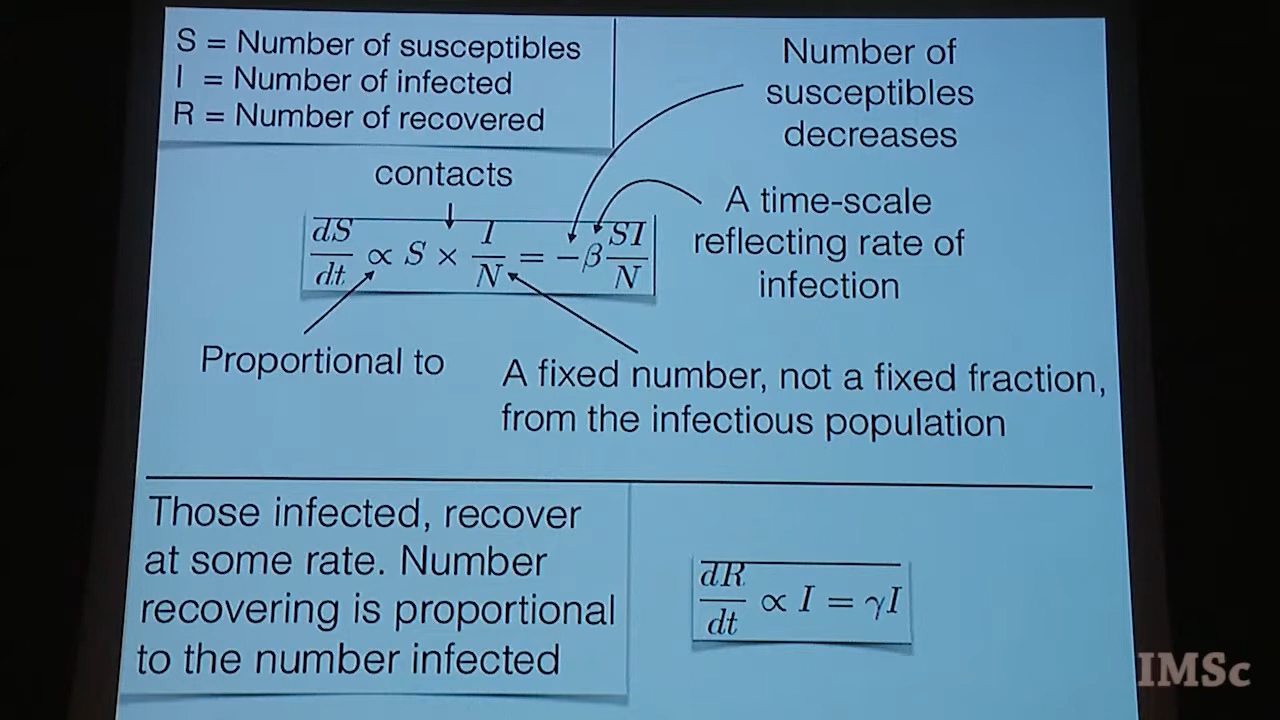 S = Number of susceptibles
I = Number of infected
R = Number of recovered
Number of
susceptibles
decreases
contacts
A time-scale
reflecting rate of
infection
dS/dt ∝ S × I/N = −β SI/N
Proportional to
A fixed number, not a fixed fraction,
from the infectious population
Those infected, recover
at some rate. Number
recovering is proportional
to the number infected
dR/dt ∝ I = γI
IMSc